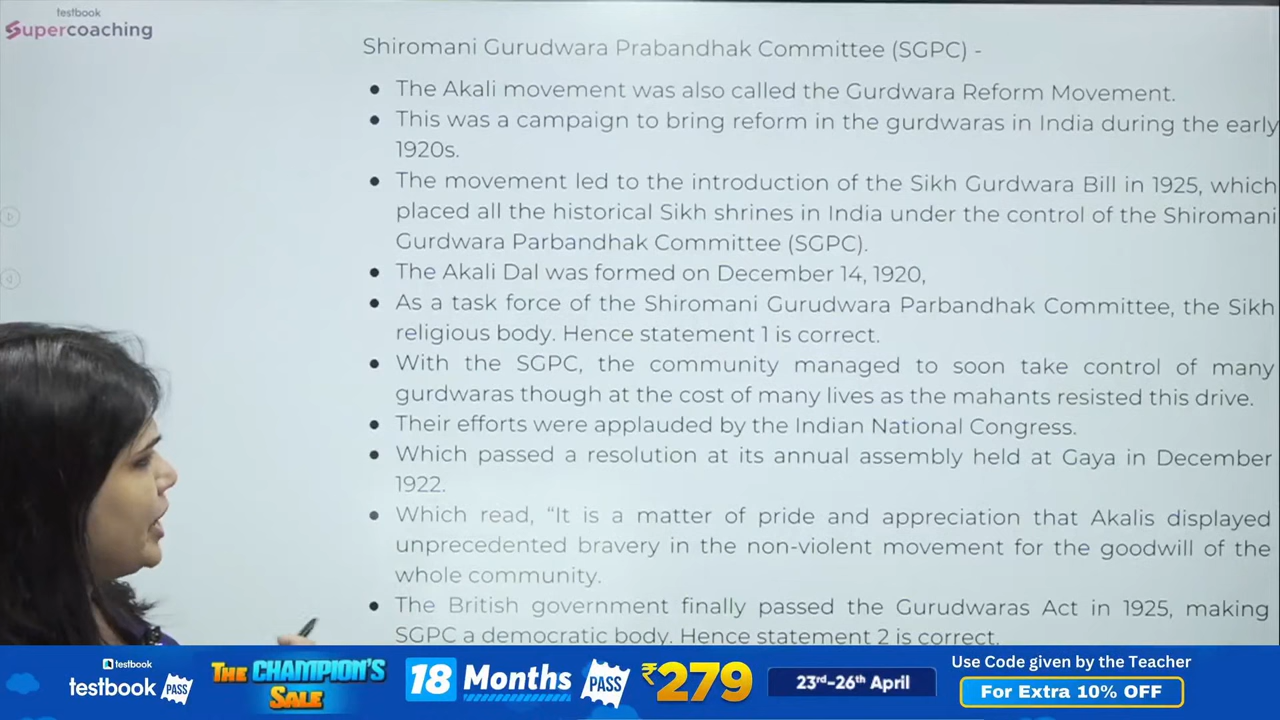 testbook
Supercoaching
Shiromani Gurudwara Prabandhak Committee (SGPC) -
• The Akali movement was also called the Gurdwara Reform Movement.
• This was a campaign to bring reform in the gurdwaras in India during the early
1920s.
• The movement led to the introduction of the Sikh Gurdwara Bill in 1925, which
placed all the historical Sikh shrines in India under the control of the Shiromani
Gurdwara Parbandhak Committee (SGPC).
• The Akali Dal was formed on December 14, 1920,
• As a task force of the Shiromani Gurudwara Parbandhak Committee, the Sikh
religious body. Hence statement 1 is correct.
• With the SGPC, the community managed to soon take control of many
gurdwaras though at the cost of many lives as the mahants resisted this drive.
• Their efforts were applauded by the Indian National Congress.
• Which passed a resolution at its annual assembly held at Gaya in December
1922.
• Which read, “It is a matter of pride and appreciation that Akalis displayed
unprecedented bravery in the non-violent movement for the goodwill of the
whole community.
• The British government finally passed the Gurudwaras Act in 1925, making
SGPC a democratic body. Hence statement 2 is correct.
testbook
testbook PASS
THE CHAMPION'S
SALE
18 Months
PASS
₹279
23rd-26th April
Use Code given by the Teacher
For Extra 10% OFF